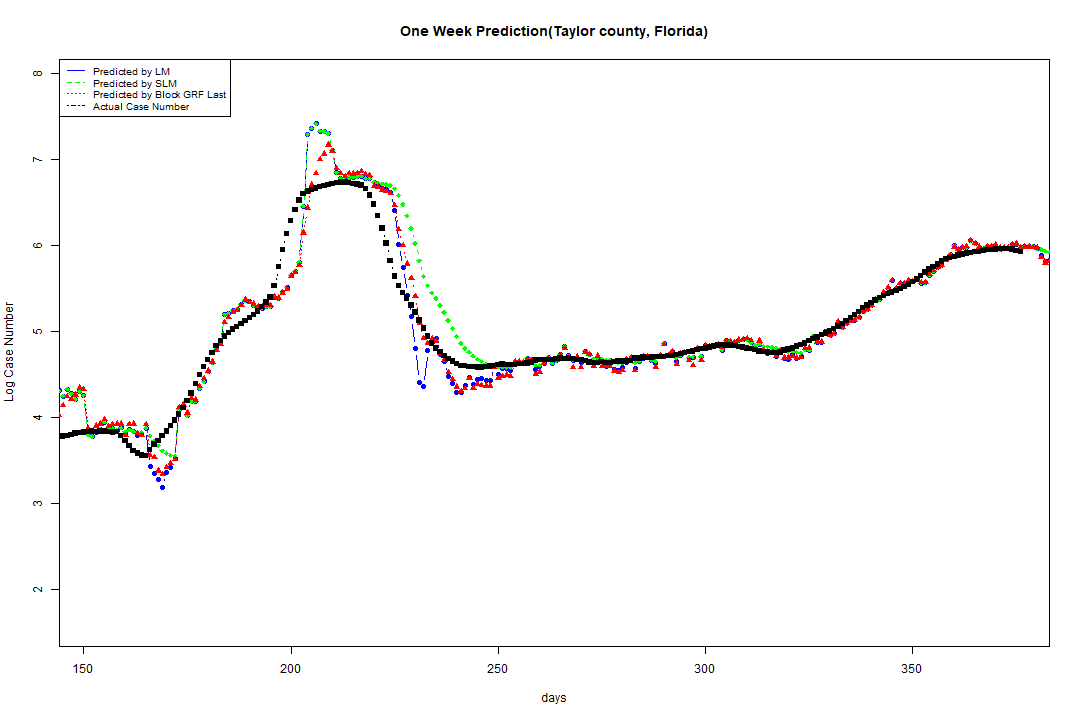 One Week Prediction(Taylor county, Florida)
Predicted by LM
Predicted by SLM
Predicted by Block GRF Last
Actual Case Number
8
7
6
5
4
3
2
Log Case Number
150 200 250 300 350
days